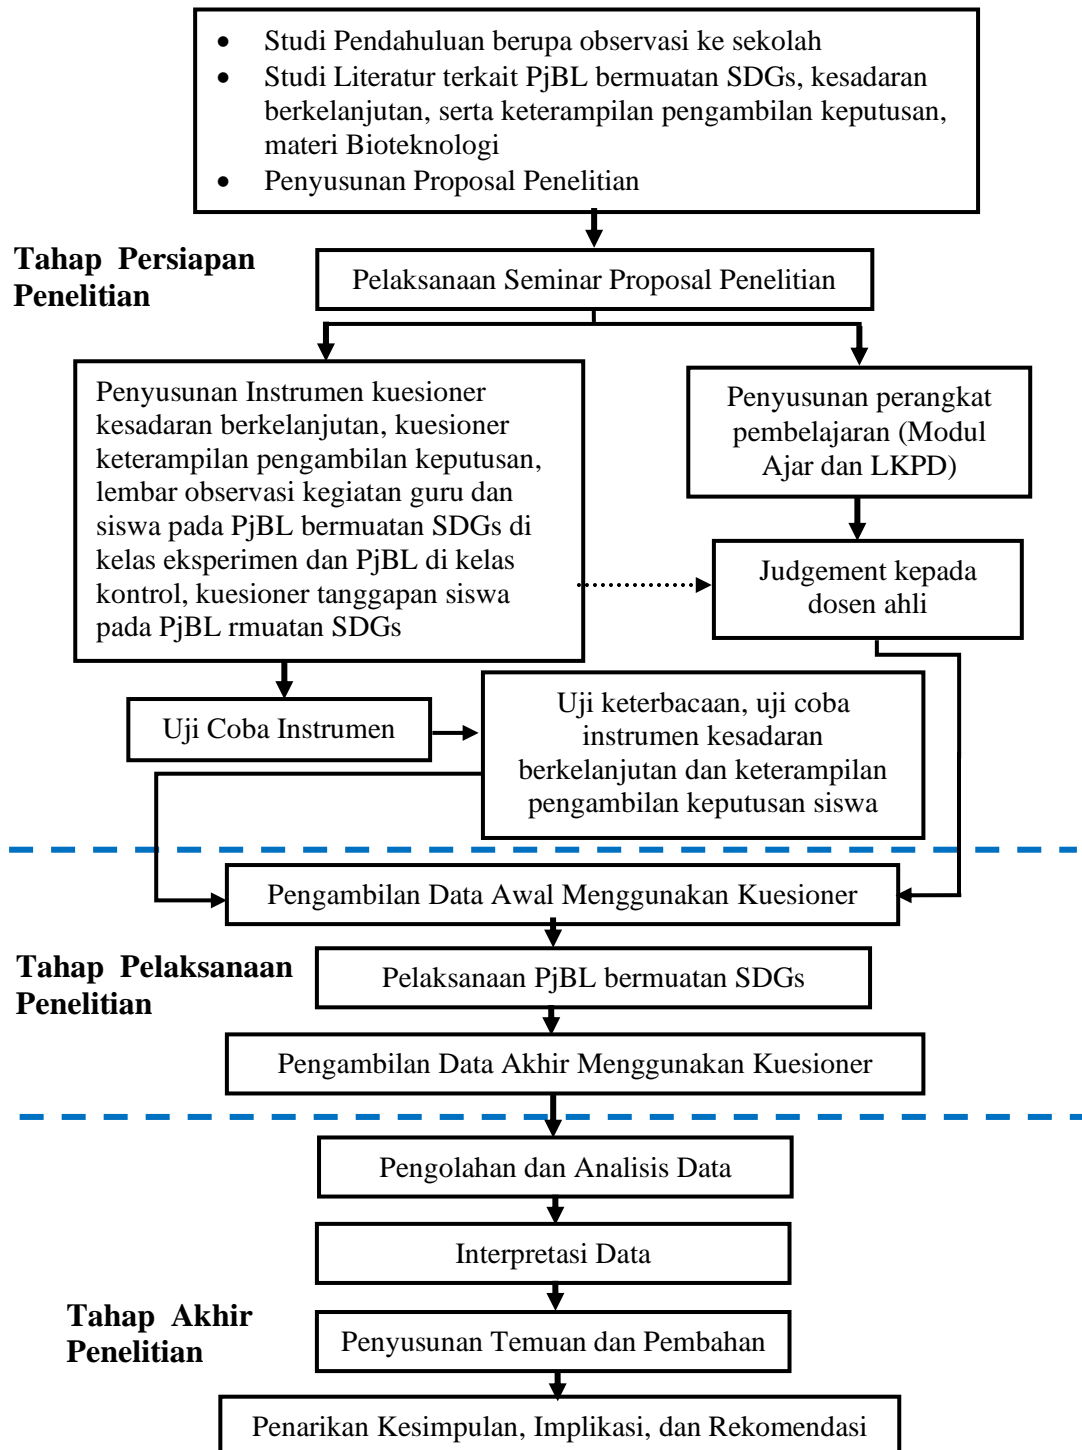 • Studi Pendahuluan berupa observasi ke sekolah
• Studi Literatur terkait PjBL bermuatan SDGs, kesadaran
berkelanjutan, serta keterampilan pengambilan keputusan,
materi Bioteknologi
• Penyusunan Proposal Penelitian
Tahap Persiapan
Penelitian
Pelaksanaan Seminar Proposal Penelitian
Penyusunan Instrumen kuesioner
kesadaran berkelanjutan, kuesioner
keterampilan pengambilan keputusan,
lembar observasi kegiatan guru dan
siswa pada PjBL bermuatan SDGs di
kelas eksperimen dan PjBL di kelas
kontrol, kuesioner tanggapan siswa
pada PjBL rmuatan SDGs
Penyusunan perangkat
pembelajaran (Modul
Ajar dan LKPD)
Judgement kepada
dosen ahli
Uji Coba Instrumen
Uji keterbacaan, uji coba
instrumen kesadaran
berkelanjutan dan keterampilan
pengambilan keputusan siswa
Pengambilan Data Awal Menggunakan Kuesioner
Tahap Pelaksanaan
Penelitian
Pelaksanaan PjBL bermuatan SDGs
Pengambilan Data Akhir Menggunakan Kuesioner
Pengolahan dan Analisis Data
Interpretasi Data
Tahap Akhir
Penelitian
Penyusunan Temuan dan Pembahan
Penarikan Kesimpulan, Implikasi, dan Rekomendasi